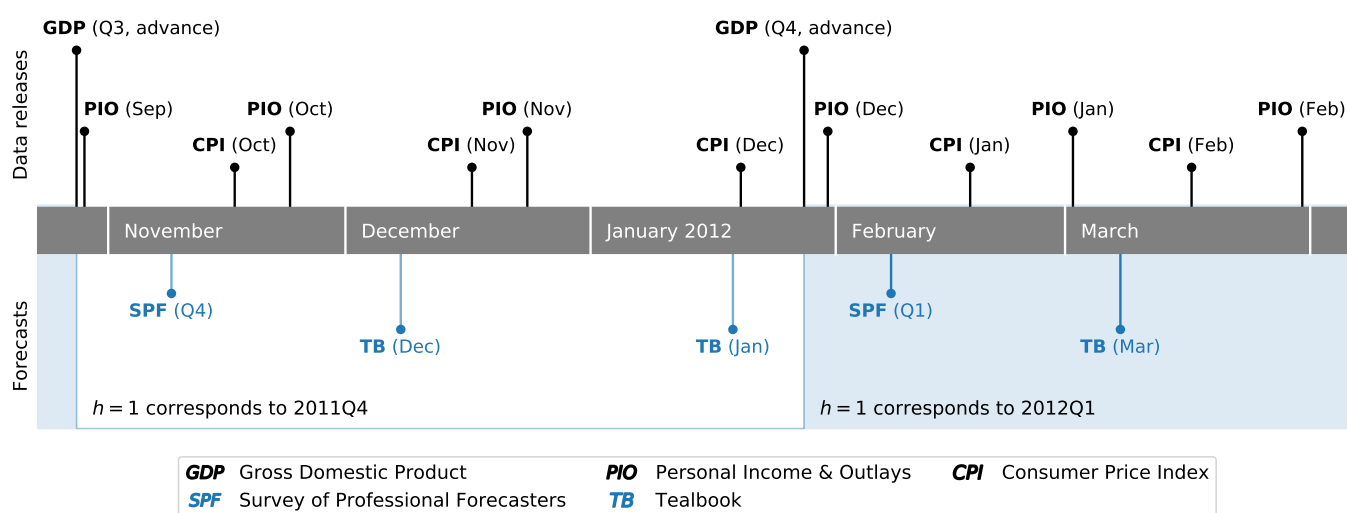 GDP (Q3, advance)
GDP (Q4, advance)
Data releases
PIO (Sep)
PIO (Oct)
PIO (Nov)
PIO (Dec)
PIO (Jan)
PIO (Feb)
CPI (Oct)
CPI (Nov)
CPI (Dec)
CPI (Jan)
CPI (Feb)
November
December
January 2012
February
March
Forecasts
SPF (Q4)
SPF (Q1)
TB (Dec)
TB (Jan)
TB (Mar)
h = 1 corresponds to 2011Q4
h = 1 corresponds to 2012Q1
GDP Gross Domestic Product
PIO Personal Income & Outlays
CPI Consumer Price Index
SPF Survey of Professional Forecasters
TB Tealbook